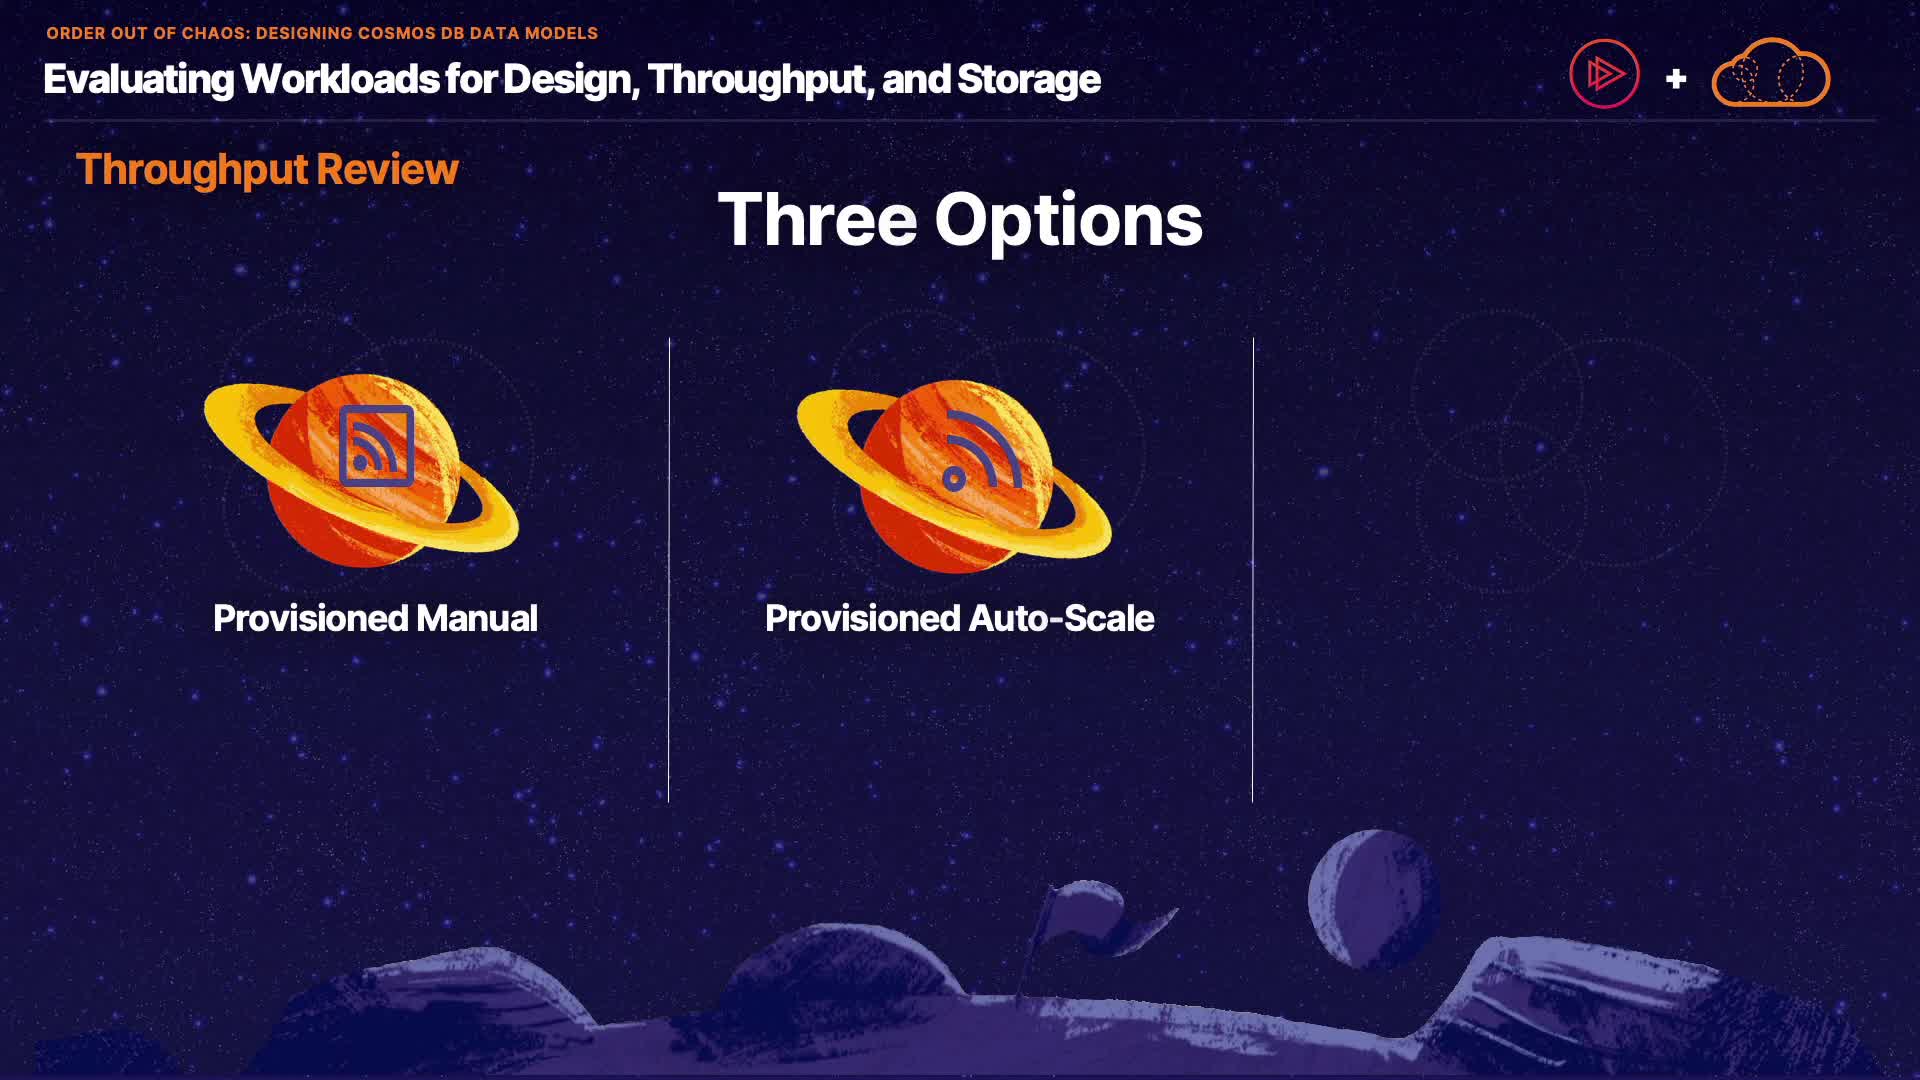 ORDER OUT OF CHAOS: DESIGNING COSMOS DB DATA MODELS
Evaluating Workloads for Design, Throughput, and Storage
+
Throughput Review
Three Options
Provisioned Manual
Provisioned Auto-Scale